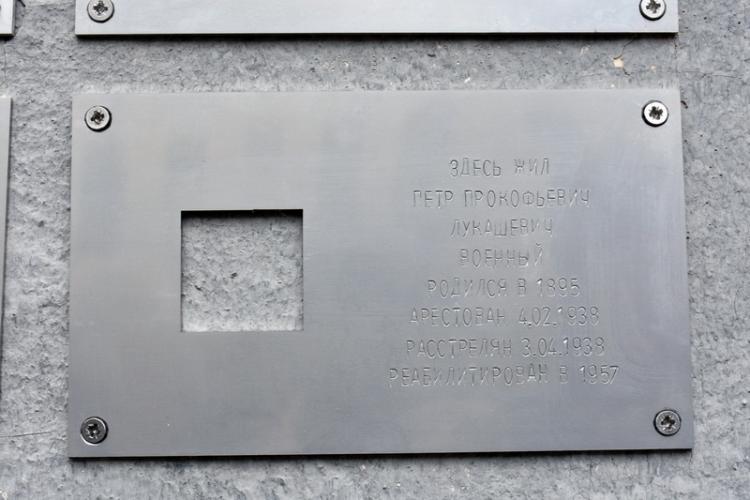 ЗДЕСЬ ЖИЛ
ПЕТР ПРОКОФЬЕВИЧ
ЛУКАШЕВИЧ
ВОЕННЫЙ
РОДИЛСЯ В 1895
АРЕСТОВАН 4.02.1938
РАССТРЕЛЯН 3.04.1938
РЕАБИЛИТИРОВАН В 1957